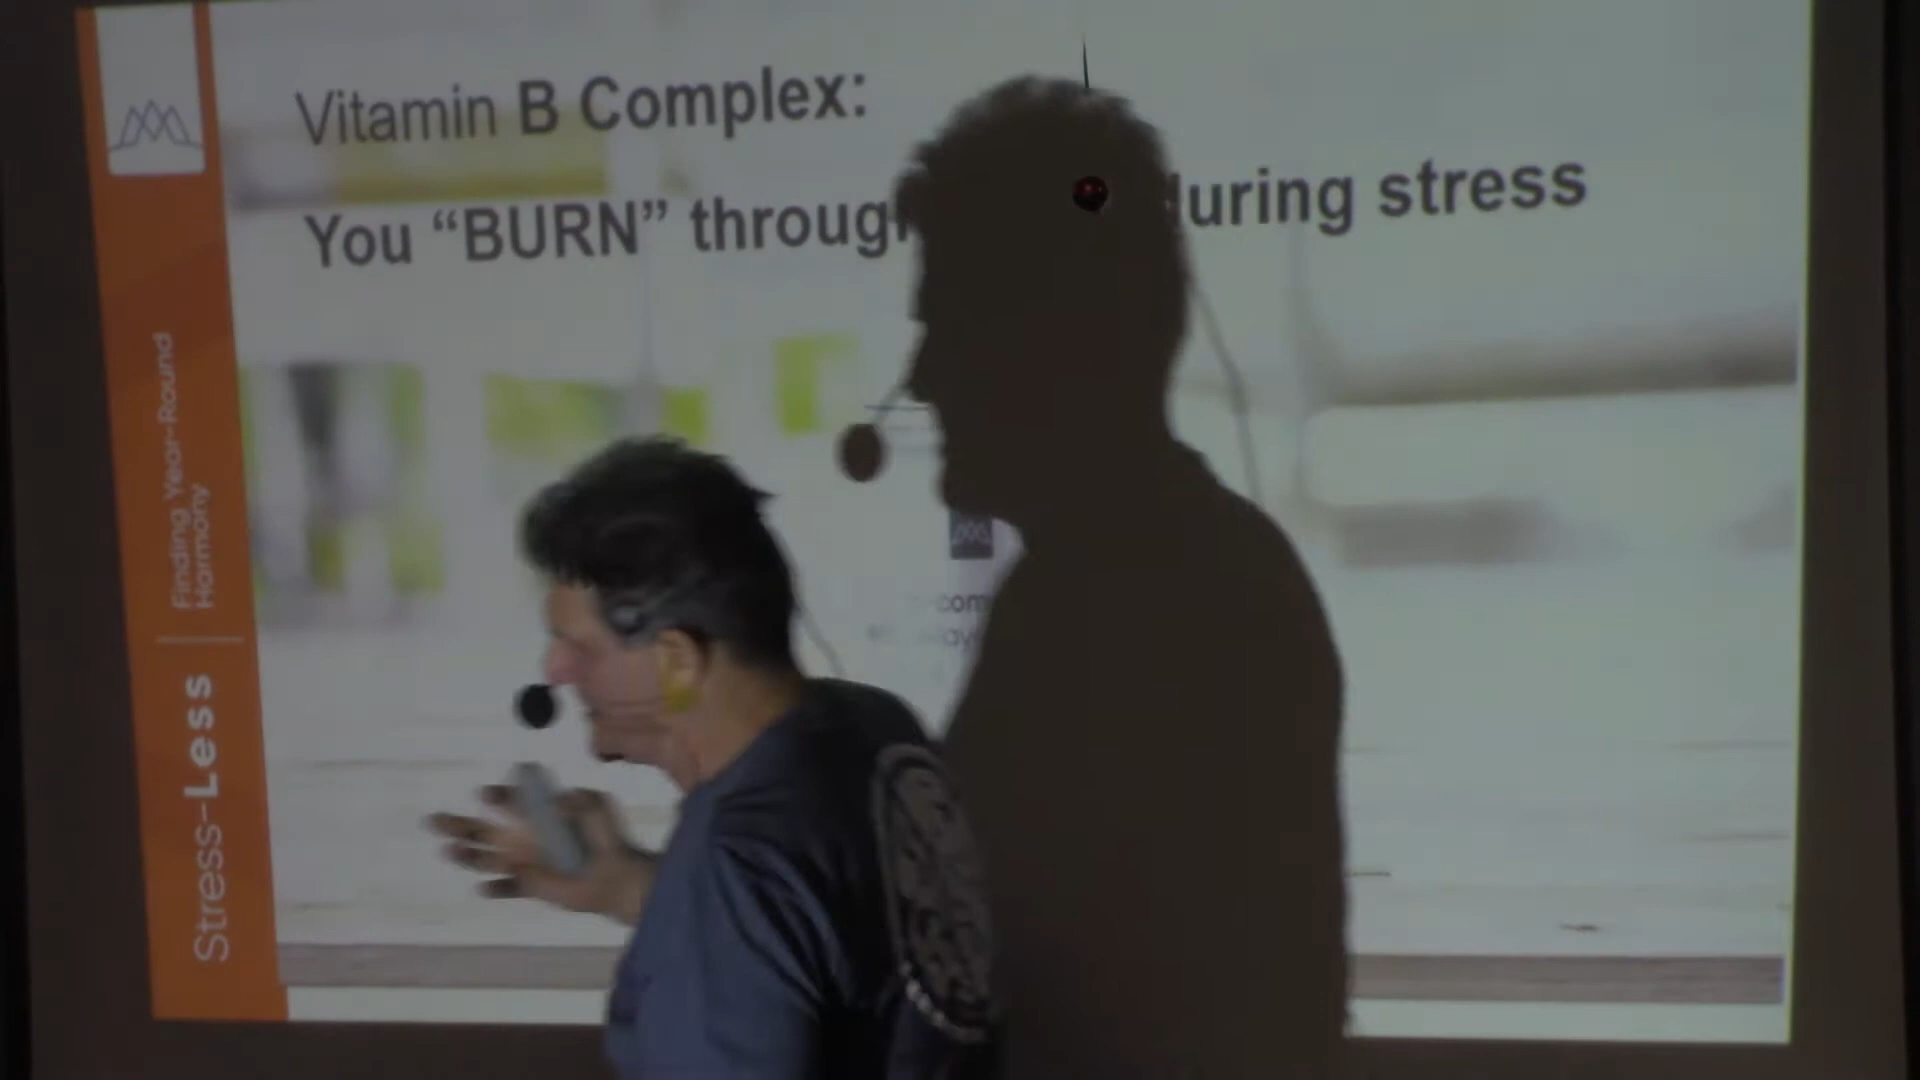 Vitamin B Complex:
You “BURN” throug uring stress
Finding Year-Round
Harmony
Stress-Less